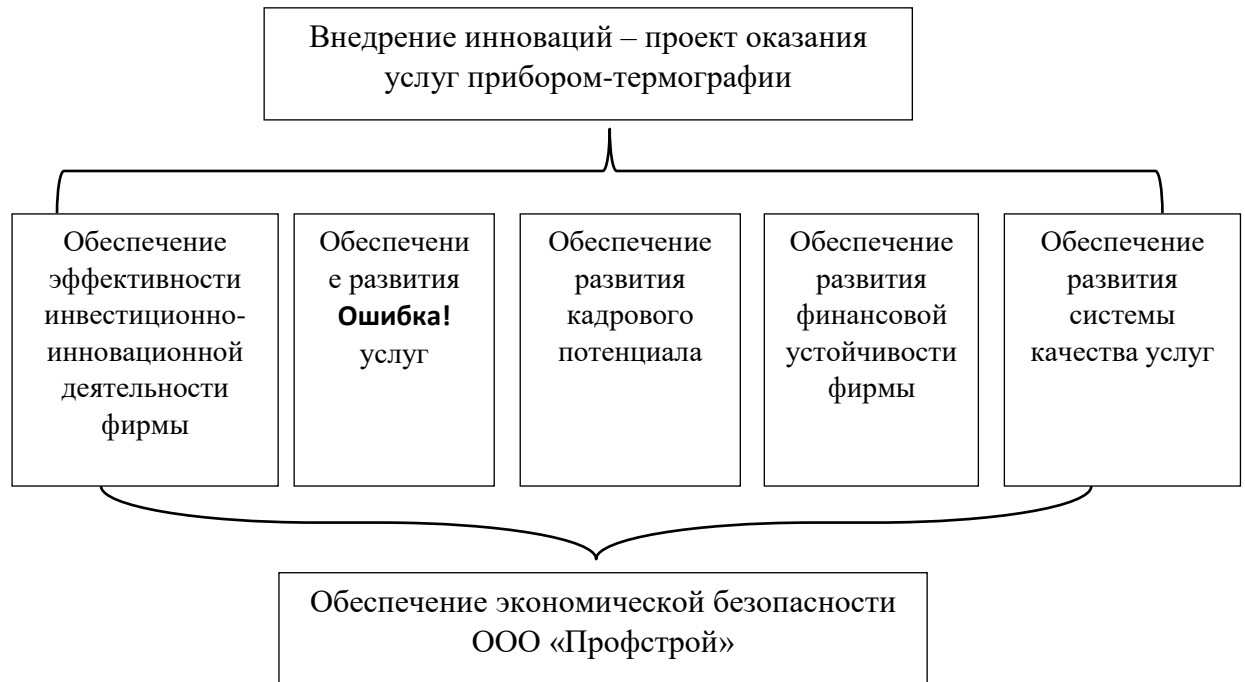 Внедрение инноваций – проект оказания
услуг прибором-термографии
Обеспечение
эффективности
инвестиционно-
инновационной
деятельности
фирмы
Обеспечени
е развития
Ошибка!
услуг
Обеспечение
развития
кадрового
потенциала
Обеспечение
развития
финансовой
устойчивости
фирмы
Обеспечение
развития
системы
качества услуг
Обеспечение экономической безопасности
ООО «Профстрой»